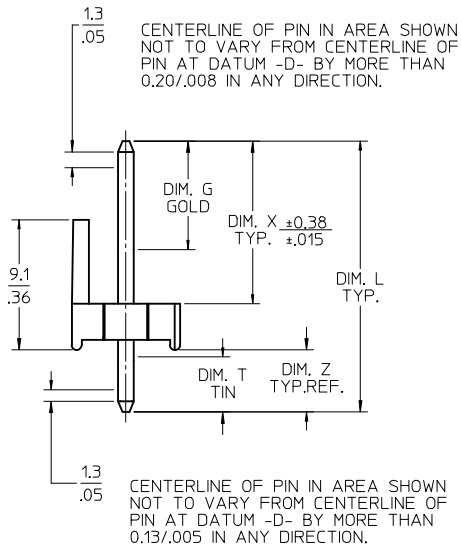 1.3
.05
CENTERLINE OF PIN IN AREA SHOWN
NOT TO VARY FROM CENTERLINE OF
PIN AT DATUM -D- BY MORE THAN
0.20/.008 IN ANY DIRECTION.
DIM. G
GOLD
DIM. X ±0.38
TYP. ±.015
DIM. L
TYP.
9.1
.36
DIM. T
TIN
DIM. Z
TYP.REF.
1.3
.05
CENTERLINE OF PIN IN AREA SHOWN
NOT TO VARY FROM CENTERLINE OF
PIN AT DATUM -D- BY MORE THAN
0.13/.005 IN ANY DIRECTION.